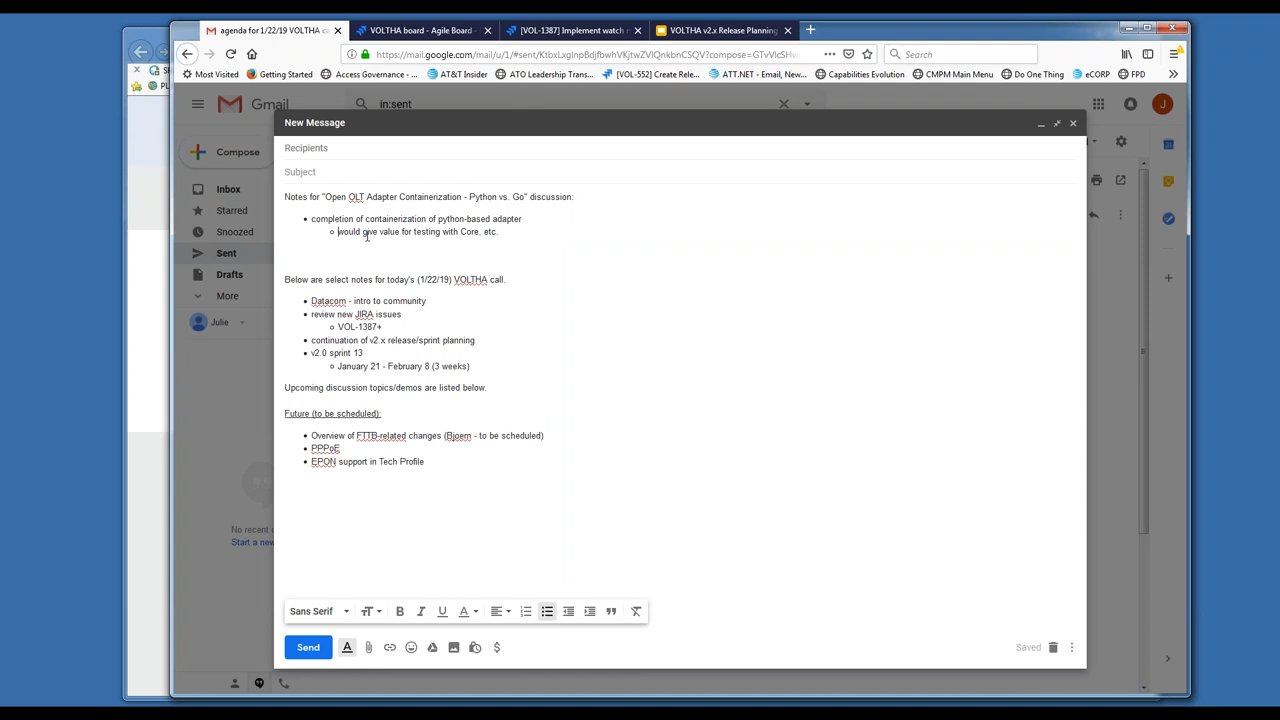 agenda for 1/22/19 VOLTHA ca
VOLTHA board - Agile Board -
[VOL-1387] Implement watch m
VOLTHA v2.x Release Planning
https://mail.google.com/mail/u/1/#sent/
Search
Most Visited
Getting Started
Access Governance -...
AT&T Insider
ATO Leadership Trans...
[VOL-552] Create Rele...
ATT.NET - Email, New...
Capabilities Evolution
CMPM Main Menu
Do One Thing
eCORP
FPD
Gmail
in:sent
J
Compose
Inbox
Starred
Snoozed
Sent
Drafts
More
Julie
No recent
Start a new
New Message
Recipients
Subject
Notes for "Open OLT Adapter Containerization - Python vs. Go" discussion:
• completion of containerization of python-based adapter
o would give value for testing with Core, etc.
Below are select notes for today's (1/22/19) VOLTHA call.
• Datacom - intro to community
• review new JIRA issues
o VOL-1387+
• continuation of v2.x release/sprint planning
• v2.0 sprint 13
o January 21 - February 8 (3 weeks)
Upcoming discussion topics/demos are listed below.
Future (to be scheduled):
• Overview of FTTB-related changes (Bjoern - to be scheduled)
• PPPoE
• EPON support in Tech Profile
Sans Serif
Send
Saved